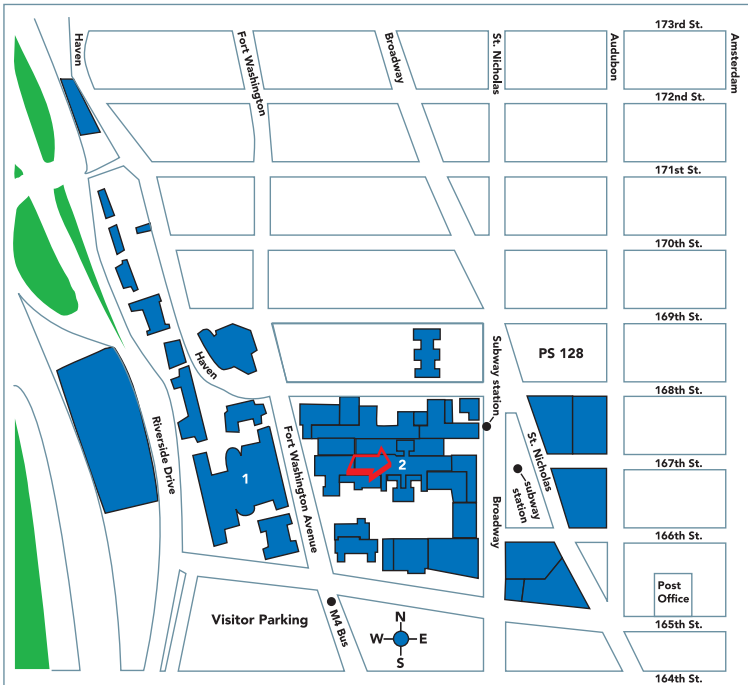 173rd St.
Haven
Fort Washington
Broadway
St. Nicholas
Audubon
Amsterdam
172nd St.
171st St.
170th St.
169th St.
Subway station
PS 128
Haven
168th St.
Riverside Drive
Fort Washington Avenue
St. Nicholas
1
2
167th St.
subway
station
Broadway
166th St.
Post
Office
Visitor Parking
M4 Bus
N
W
E
S
165th St.
164th St.